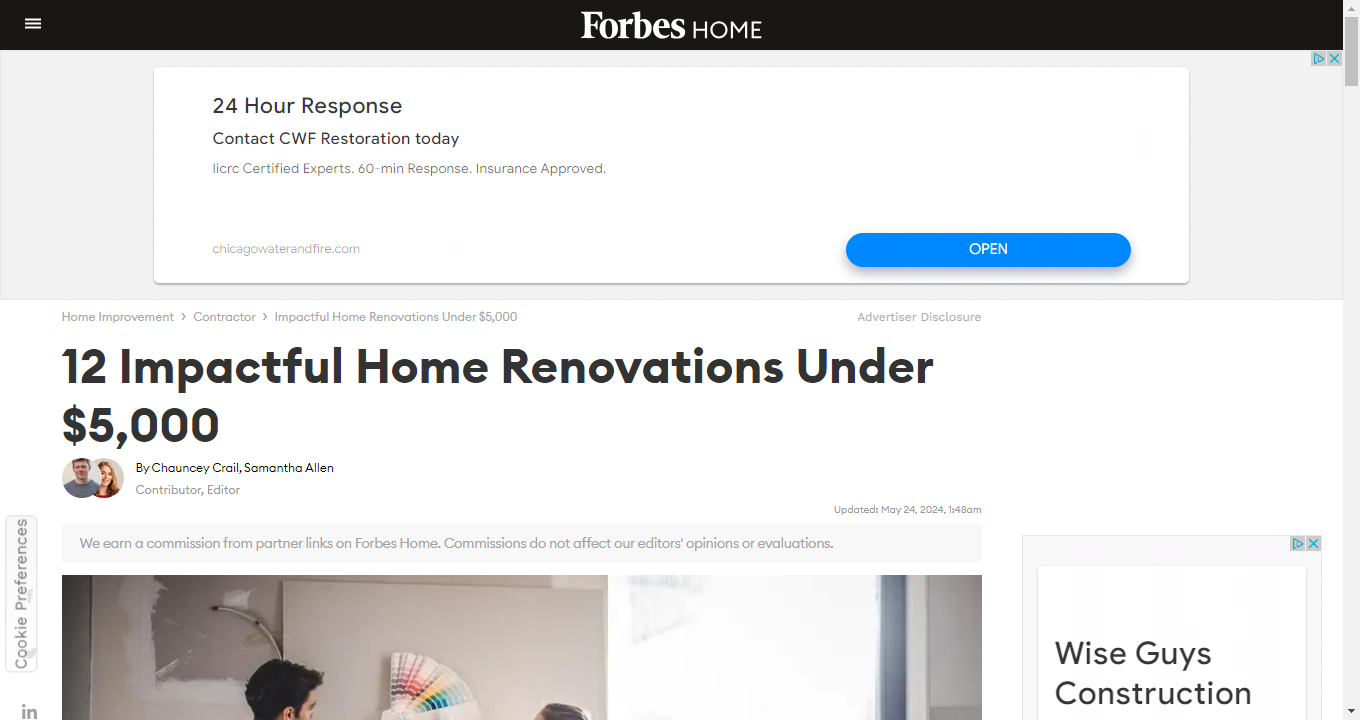 Forbes HOME
24 Hour Response
Contact CWF Restoration today
Iicrc Certified Experts. 60-min Response. Insurance Approved.
chicagowaterandfire.com
OPEN
Home Improvement > Contractor > Impactful Home Renovations Under $5,000
Advertiser Disclosure
12 Impactful Home Renovations Under
$5,000
By Chauncey Crail, Samantha Allen
Contributor, Editor
Updated: May 24, 2024, 1:48am
We earn a commission from partner links on Forbes Home. Commissions do not affect our editors' opinions or evaluations.
Cookie Preferences
in
Wise Guys
Construction